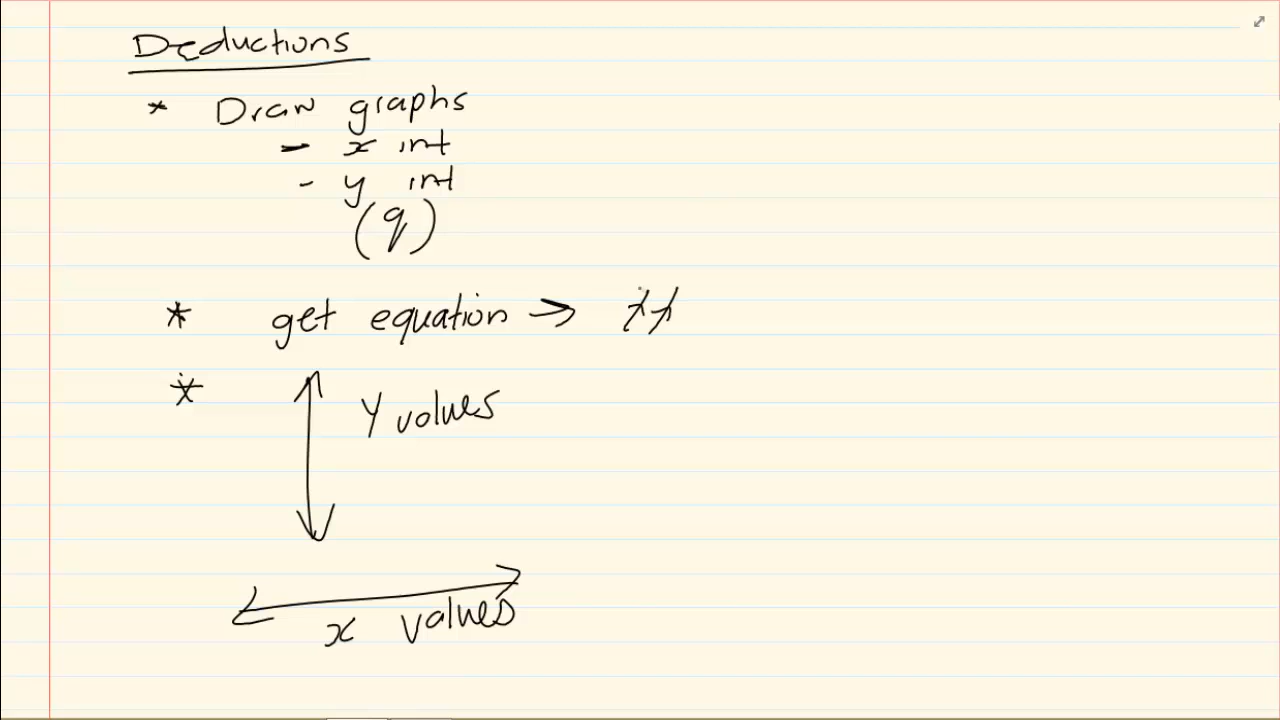 Deductions
* Draw graphs
- x int
- y int
(q)
* get equation →
* y values
x values